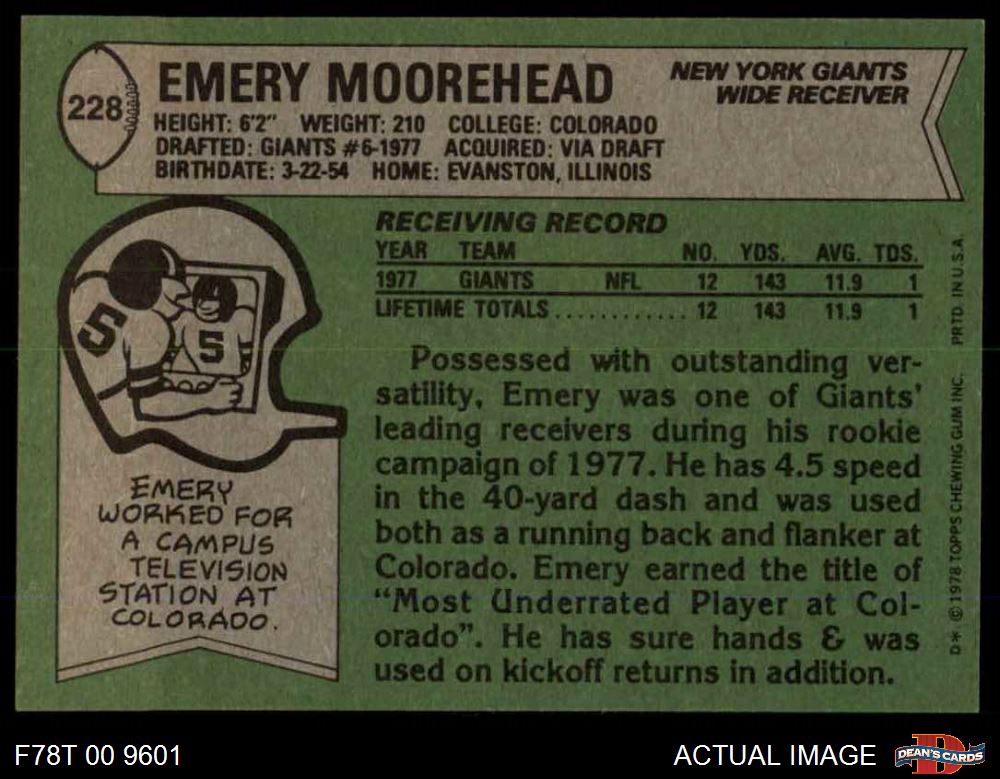 228
EMERY MOOREHEAD
NEW YORK GIANTS
WIDE RECEIVER
HEIGHT: 6'2" WEIGHT: 210 COLLEGE: COLORADO
DRAFTED: GIANTS #6-1977 ACQUIRED: VIA DRAFT
BIRTHDATE: 3-22-54 HOME: EVANSTON, ILLINOIS
RECEIVING RECORD
YEAR TEAM NO. YDS. AVG. TDS.
1977 GIANTS NFL 12 143 11.9 1
LIFETIME TOTALS............ 12 143 11.9 1
5
5
EMERY
WORKED FOR
A CAMPUS
TELEVISION
STATION AT
COLORADO.
Possessed with outstanding ver-
satility, Emery was one of Giants'
leading receivers during his rookie
campaign of 1977. He has 4.5 speed
in the 40-yard dash and was used
both as a running back and flanker at
Colorado. Emery earned the title of
"Most Underrated Player at Col-
orado". He has sure hands & was
used on kickoff returns in addition.
D* © 1978 TOPPS CHEWING GUM INC. PRTD. IN U.S.A.
F78T 00 9601
ACTUAL IMAGE
D
DEAN'S CARDS